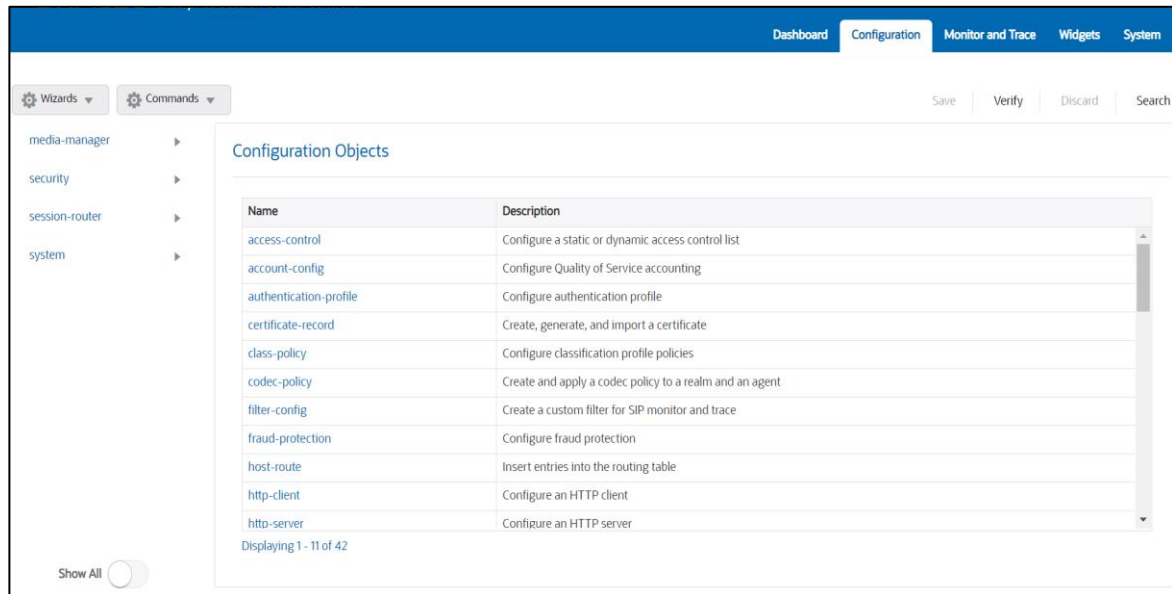 Dashboard Configuration Monitor and Trace Widgets System
Wizards Commands Save Verify Discard Search
media-manager
security
session-router
system
Configuration Objects
Name Description
access-control Configure a static or dynamic access control list
account-config Configure Quality of Service accounting
authentication-profile Configure authentication profile
certificate-record Create, generate, and import a certificate
class-policy Configure classification profile policies
codec-policy Create and apply a codec policy to a realm and an agent
filter-config Create a custom filter for SIP monitor and trace
fraud-protection Configure fraud protection
host-route Insert entries into the routing table
http-client Configure an HTTP client
http-server Configure an HTTP server
Displaying 1 - 11 of 42
Show All